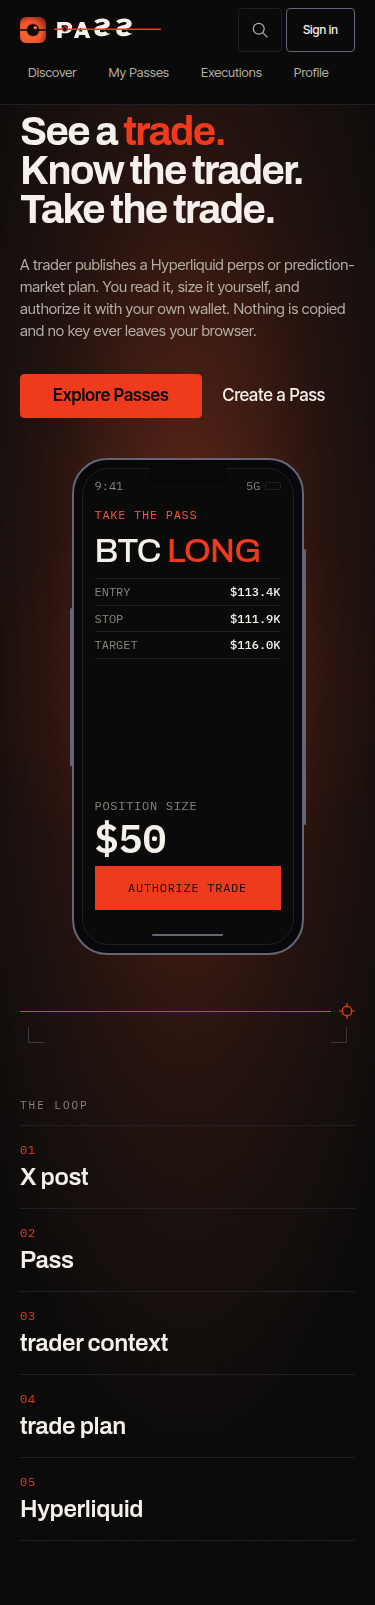 PASS
Sign in
Discover My Passes Executions Profile
See a trade.
Know the trader.
Take the trade.
A trader publishes a Hyperliquid perps or prediction-
market plan. You read it, size it yourself, and
authorize it with your own wallet. Nothing is copied
and no key ever leaves your browser.
Explore Passes Create a Pass
9:41 5G
TAKE THE PASS
BTC LONG
ENTRY $113.4K
STOP $111.9K
TARGET $116.0K
POSITION SIZE
$50
AUTHORIZE TRADE
THE LOOP
01
X post
02
Pass
03
trader context
04
trade plan
05
Hyperliquid